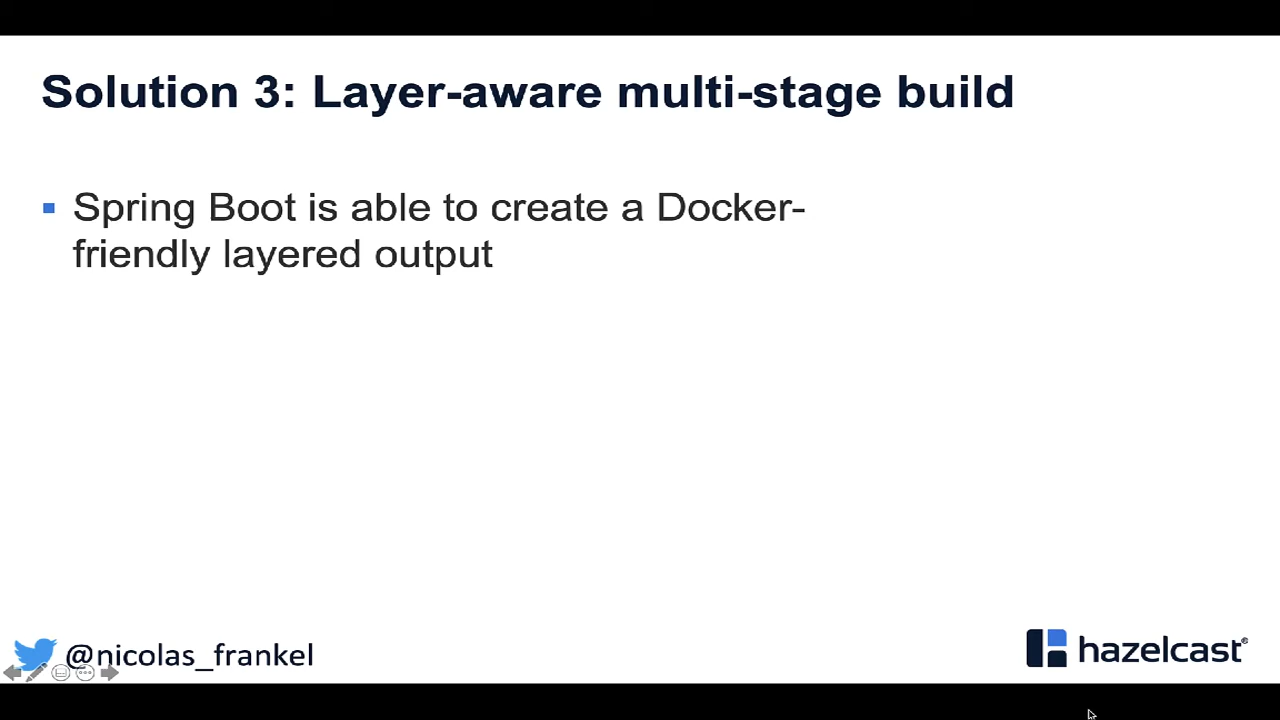 Solution 3: Layer-aware multi-stage build
▪ Spring Boot is able to create a Docker-
friendly layered output
@nicolas_frankel
hazelcast®